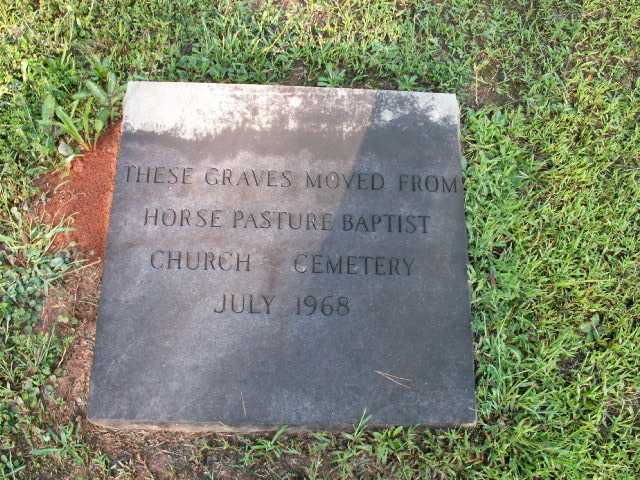 THESE GRAVES MOVED FROM
HORSE PASTURE BAPTIST
CHURCH CEMETERY
JULY 1968